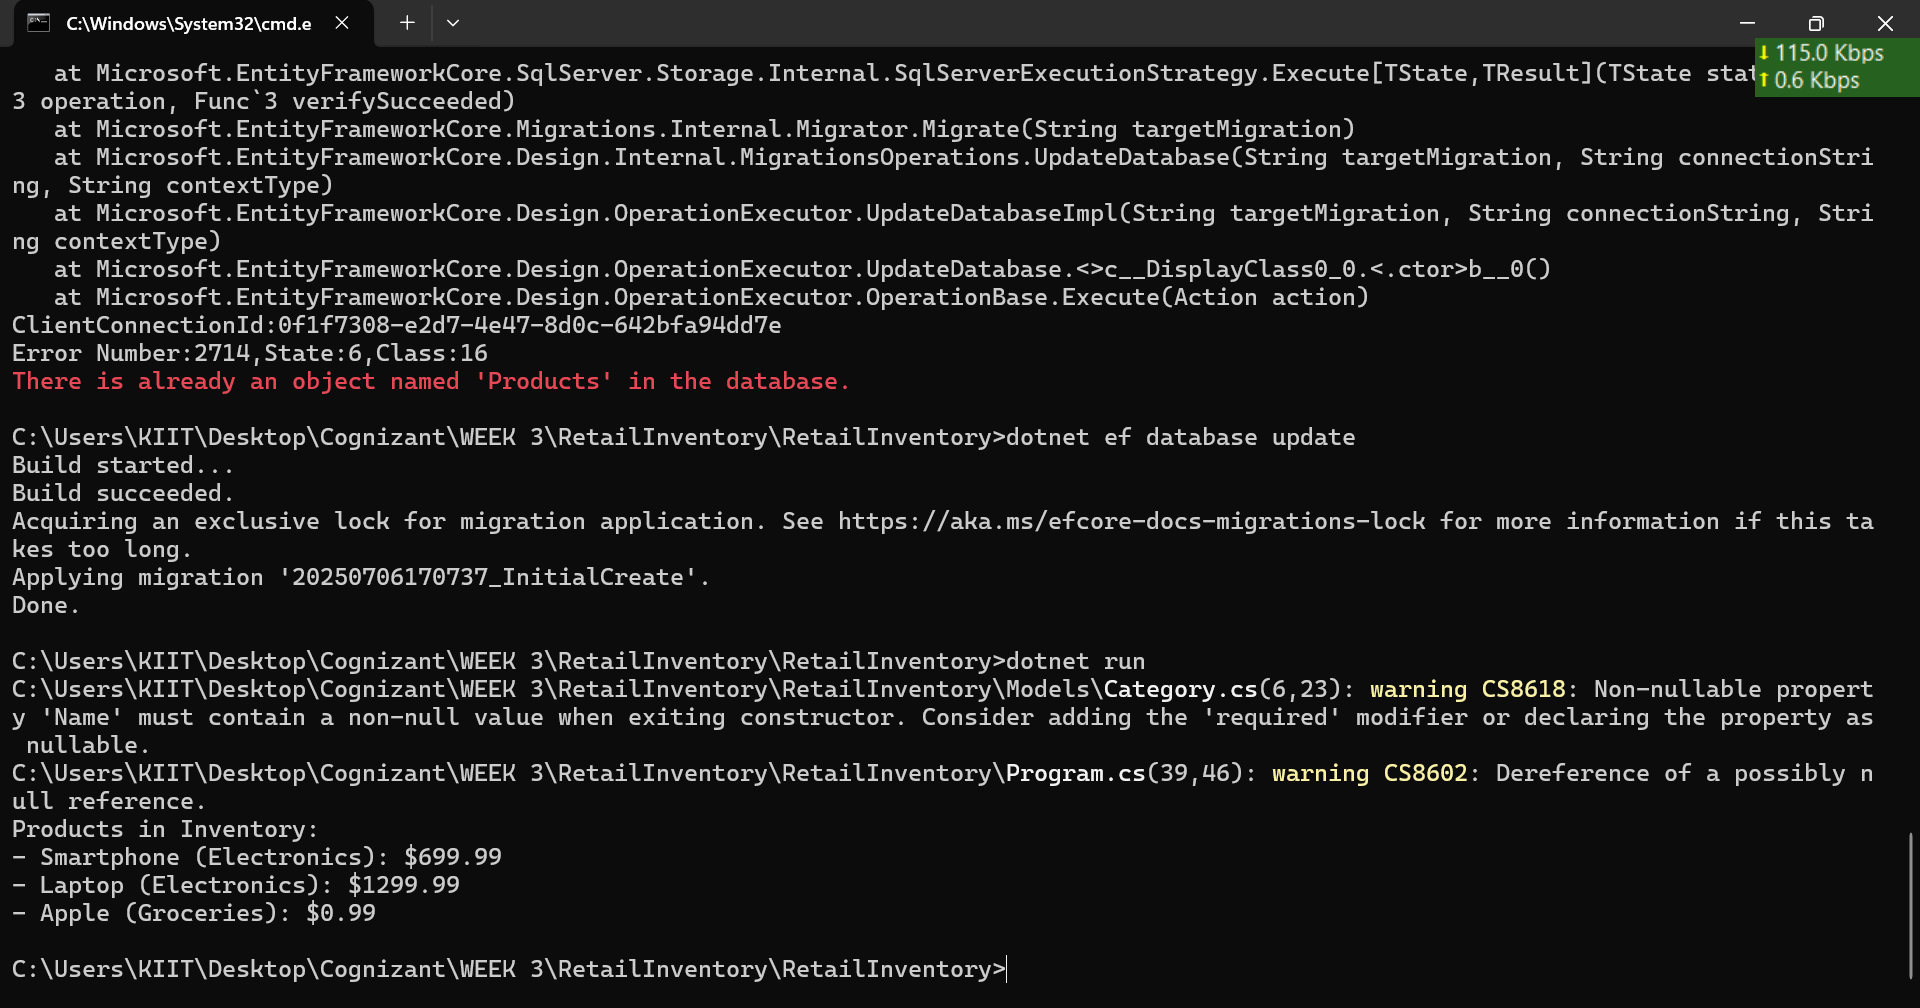 C:\Windows\System32\cmd.e
↓ 115.0 Kbps
↑ 0.6 Kbps
   at Microsoft.EntityFrameworkCore.SqlServer.Storage.Internal.SqlServerExecutionStrategy.Execute[TState,TResult](TState
3 operation, Func`3 verifySucceeded)
   at Microsoft.EntityFrameworkCore.Migrations.Internal.Migrator.Migrate(String targetMigration)
   at Microsoft.EntityFrameworkCore.Design.Internal.MigrationsOperations.UpdateDatabase(String targetMigration, String connectionStri
ng, String contextType)
   at Microsoft.EntityFrameworkCore.Design.OperationExecutor.UpdateDatabaseImpl(String targetMigration, String connectionString, Stri
ng contextType)
   at Microsoft.EntityFrameworkCore.Design.OperationExecutor.UpdateDatabase.<>c__DisplayClass0_0.<.ctor>b__0()
   at Microsoft.EntityFrameworkCore.Design.OperationExecutor.OperationBase.Execute(Action action)
ClientConnectionId:0f1f7308-e2d7-4e47-8d0c-642bfa94dd7e
Error Number:2714,State:6,Class:16
There is already an object named 'Products' in the database.
C:\Users\KIIT\Desktop\Cognizant\WEEK 3\RetailInventory\RetailInventory>dotnet ef database update
Build started...
Build succeeded.
Acquiring an exclusive lock for migration application. See https://aka.ms/efcore-docs-migrations-lock for more information if this ta
kes too long.
Applying migration '20250706170737_InitialCreate'.
Done.
C:\Users\KIIT\Desktop\Cognizant\WEEK 3\RetailInventory\RetailInventory>dotnet run
C:\Users\KIIT\Desktop\Cognizant\WEEK 3\RetailInventory\RetailInventory\Models\Category.cs(6,23): warning CS8618: Non-nullable propert
y 'Name' must contain a non-null value when exiting constructor. Consider adding the 'required' modifier or declaring the property as
 nullable.
C:\Users\KIIT\Desktop\Cognizant\WEEK 3\RetailInventory\RetailInventory\Program.cs(39,46): warning CS8602: Dereference of a possibly n
ull reference.
Products in Inventory:
- Smartphone (Electronics): $699.99
- Laptop (Electronics): $1299.99
- Apple (Groceries): $0.99
C:\Users\KIIT\Desktop\Cognizant\WEEK 3\RetailInventory\RetailInventory>